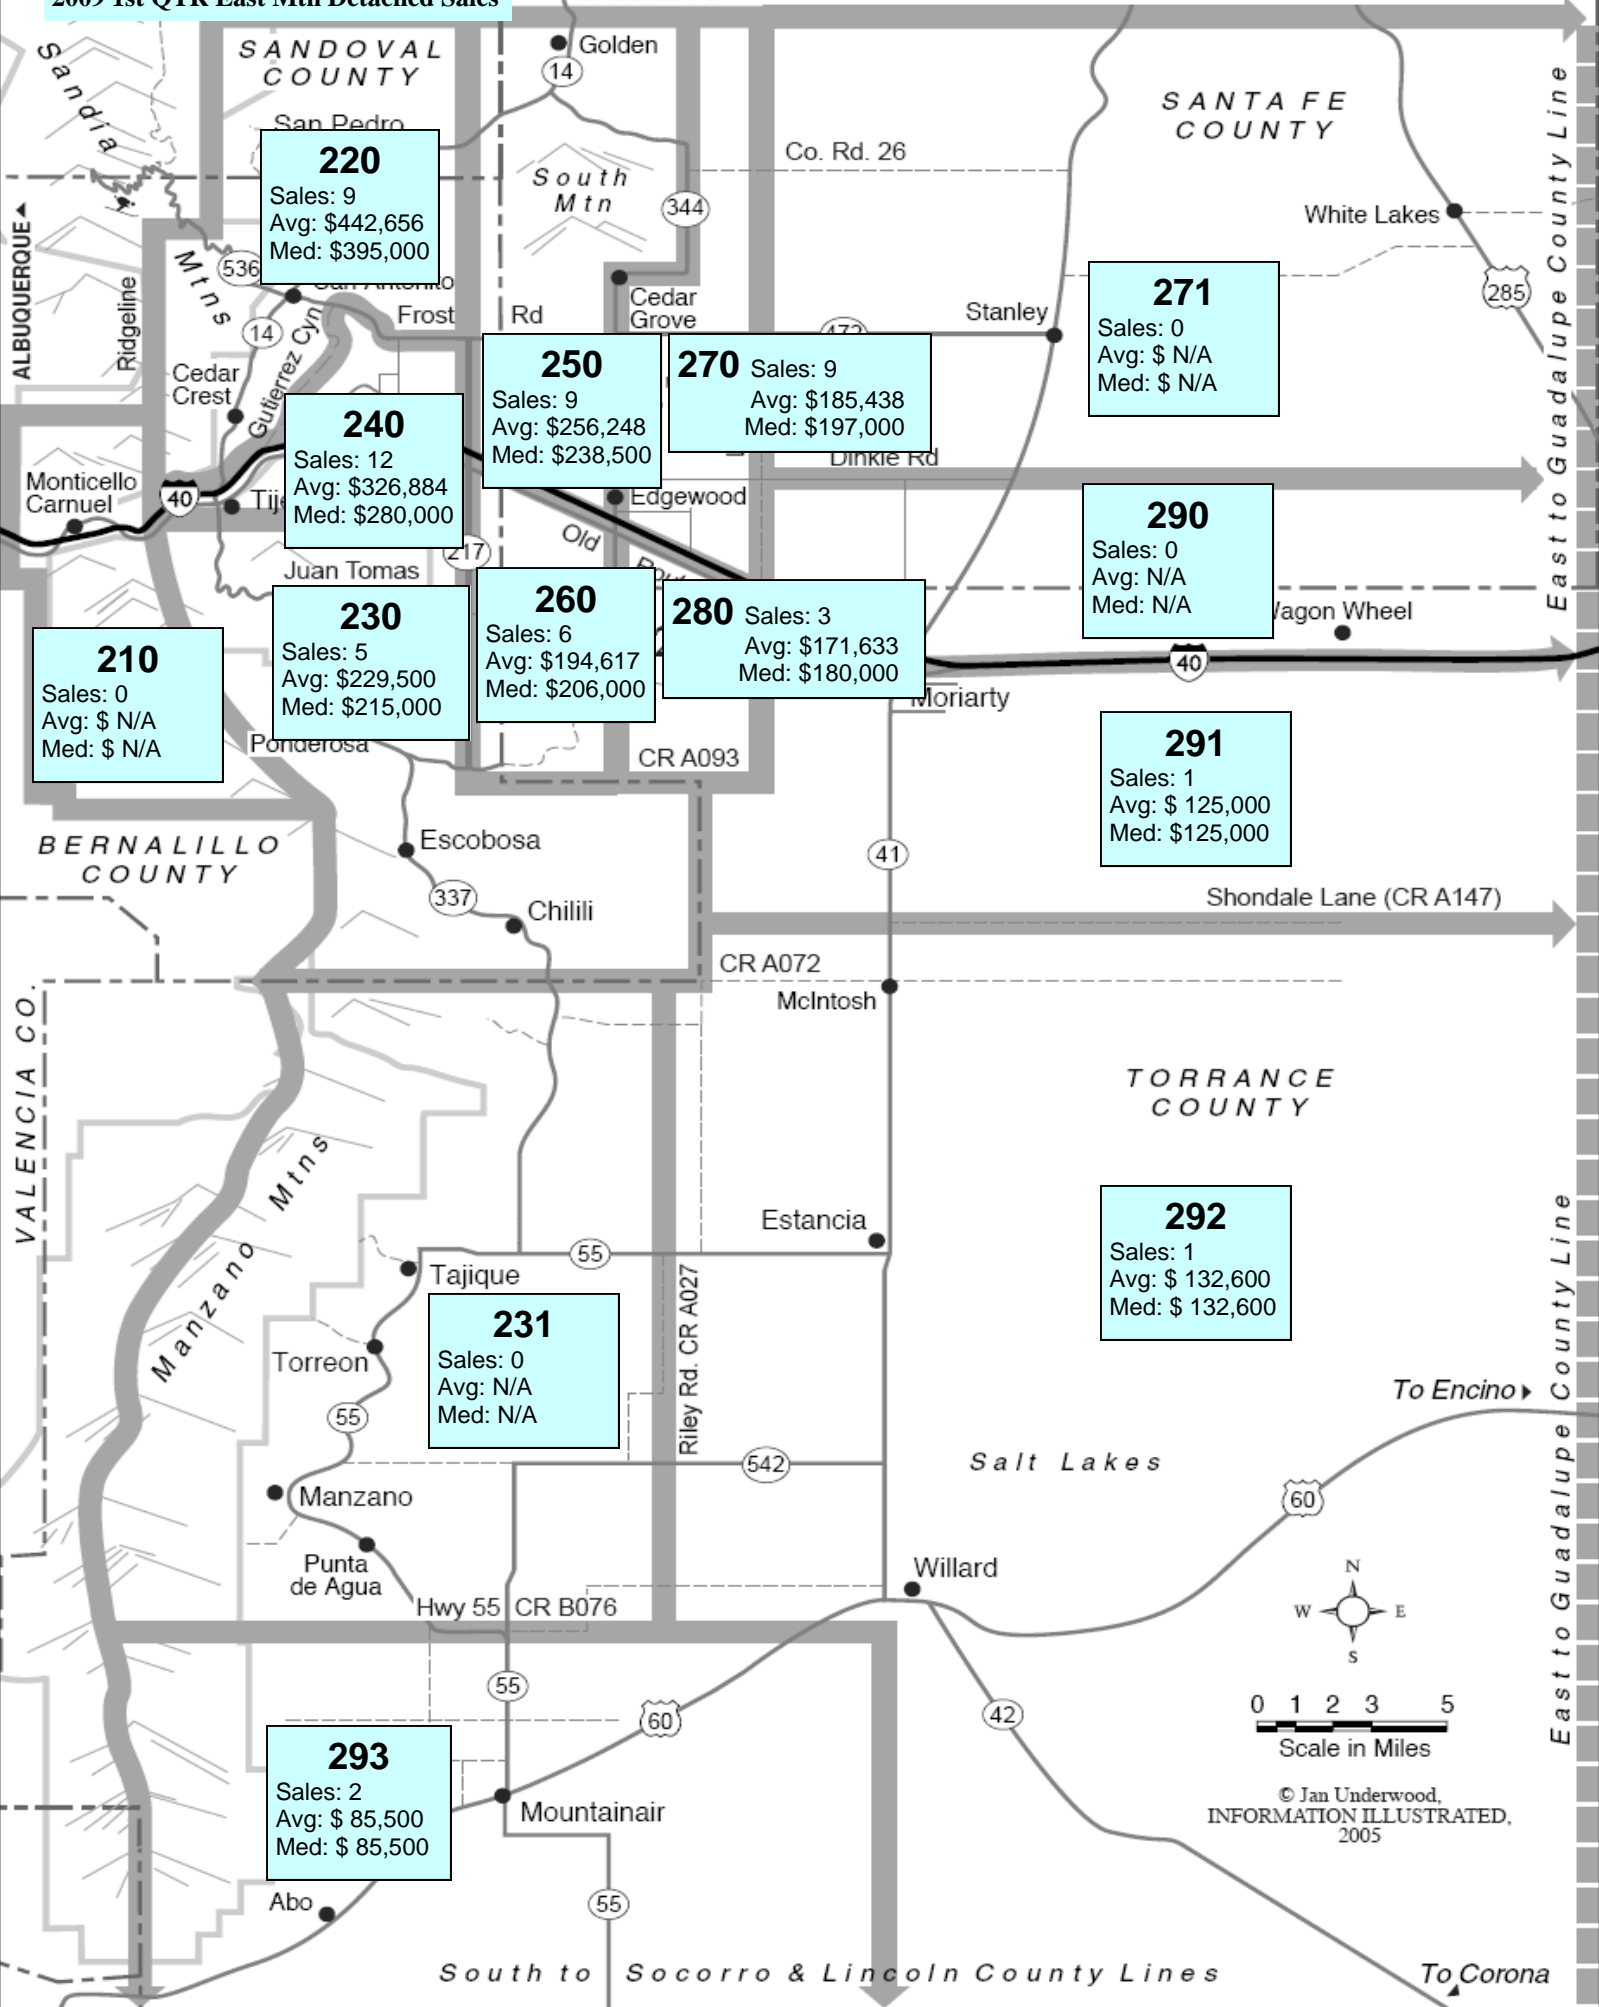 2009 1st QTR East Mtn Detached Sales
SANDOVAL
COUNTY
Golden
14
SANTA FE
COUNTY
Sandia
Mtns
San Pedro
Co. Rd. 26
South
Mtn
344
White Lakes
285
ALBUQUERQUE
Ridgeline
220
Sales: 9
Avg: $442,656
Med: $395,000
536
San Antonito
14
Gutierrez Cyn
Frost
Rd
Cedar
Grove
472
Stanley
271
Sales: 0
Avg: $ N/A
Med: $ N/A
East to Guadalupe County Line
Cedar
Crest
250
Sales: 9
Avg: $256,248
Med: $238,500
270
Sales: 9
Avg: $185,438
Med: $197,000
240
Sales: 12
Avg: $326,884
Med: $280,000
Dinkle Rd
Monticello
Carnuel
40
Tije
Edgewood
Old
217
290
Sales: 0
Avg: N/A
Med: N/A
Juan Tomas
230
Sales: 5
Avg: $229,500
Med: $215,000
260
Sales: 6
Avg: $194,617
Med: $206,000
280
Sales: 3
Avg: $171,633
Med: $180,000
Wagon Wheel
40
Moriarty
210
Sales: 0
Avg: $ N/A
Med: $ N/A
Ponderosa
CR A093
291
Sales: 1
Avg: $ 125,000
Med: $125,000
BERNALILLO
COUNTY
Escobosa
41
337
Chilili
Shondale Lane (CR A147)
CR A072
McIntosh
VALENCIA CO.
TORRANCE
COUNTY
Manzano Mtns
Estancia
292
Sales: 1
Avg: $ 132,600
Med: $ 132,600
55
Tajique
Riley Rd. CR A027
231
Sales: 0
Avg: N/A
Med: N/A
Torreon
55
To Encino
East to Guadalupe County Line
542
Salt Lakes
60
Manzano
Punta
de Agua
Willard
Hwy 55
CR B076
N
W
E
S
55
60
42
0 1 2 3 5
Scale in Miles
293
Sales: 2
Avg: $ 85,500
Med: $ 85,500
Mountainair
© Jan Underwood,
INFORMATION ILLUSTRATED,
2005
Abo
55
South to Socorro & Lincoln County Lines
To Corona